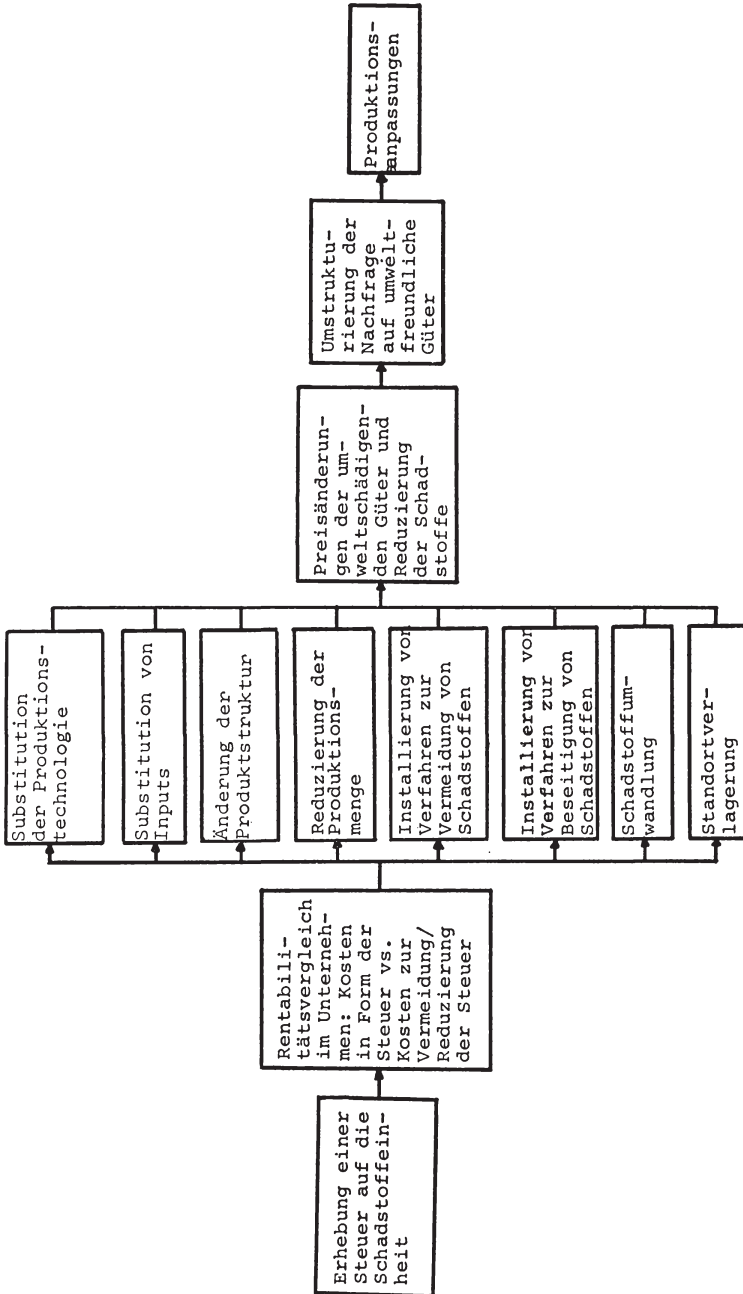 Erhebung einer
Steuer auf die
Schadstoffein-
heit
Rentabili-
tätsvergleich
im Unterneh-
men: Kosten
in Form der
Steuer vs.
Kosten zur
Vermeidung/
Reduzierung
der Steuer
Substitution
der Produktions-
technologie
Substitution von
Inputs
Änderung der
Produktstruktur
Reduzierung der
Produktions-
menge
Installierung von
Verfahren zur
Vermeidung von
Schadstoffen
Installierung von
Verfahren zur
Beseitigung von
Schadstoffen
Schadstoffum-
wandlung
Standortver-
lagerung
Preisänderun-
gen der um-
weltschädigen-
den Güter und
Reduzierung
der Schad-
stoffe
Umstruktu-
rierung der
Nachfrage
auf umwelt-
freundliche
Güter
Produktions-
anpassungen